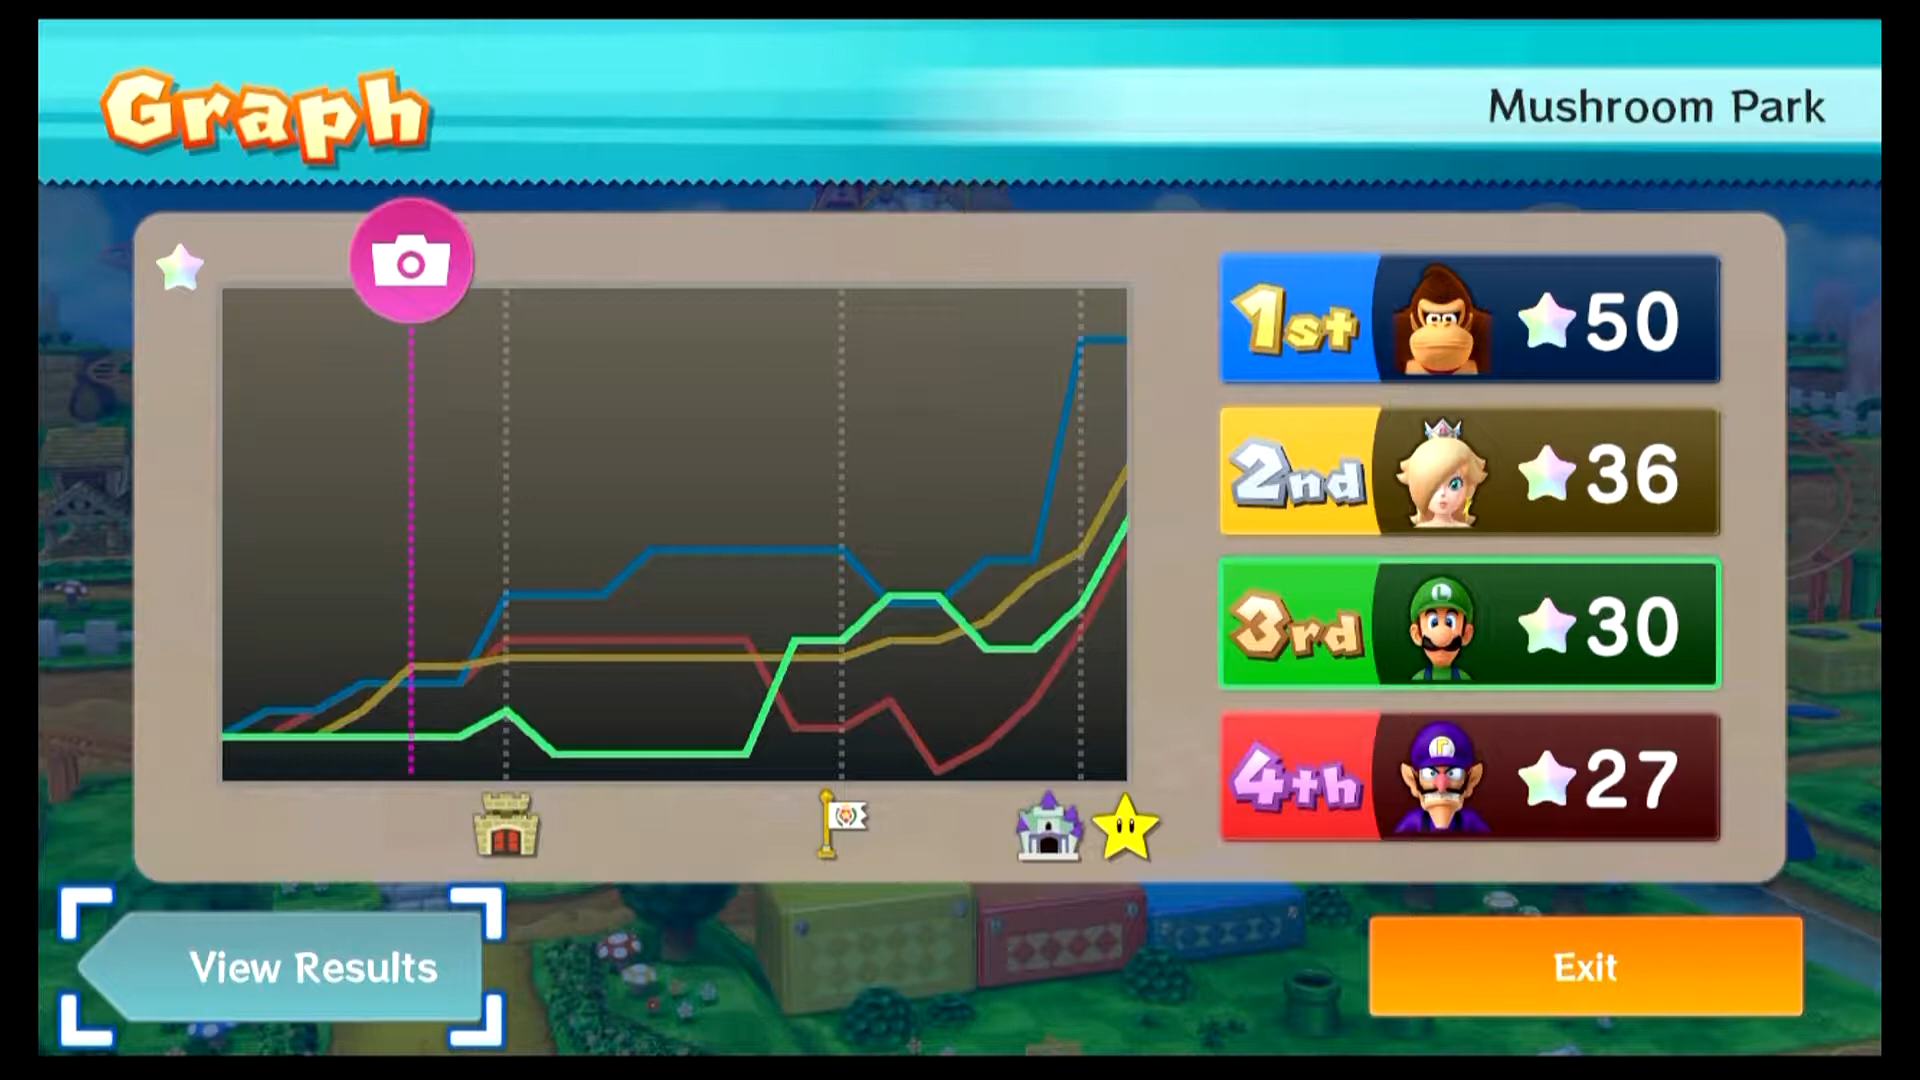 Graph
Mushroom Park
1st 50
2nd 36
3rd L 30
4th 27
View Results
Exit